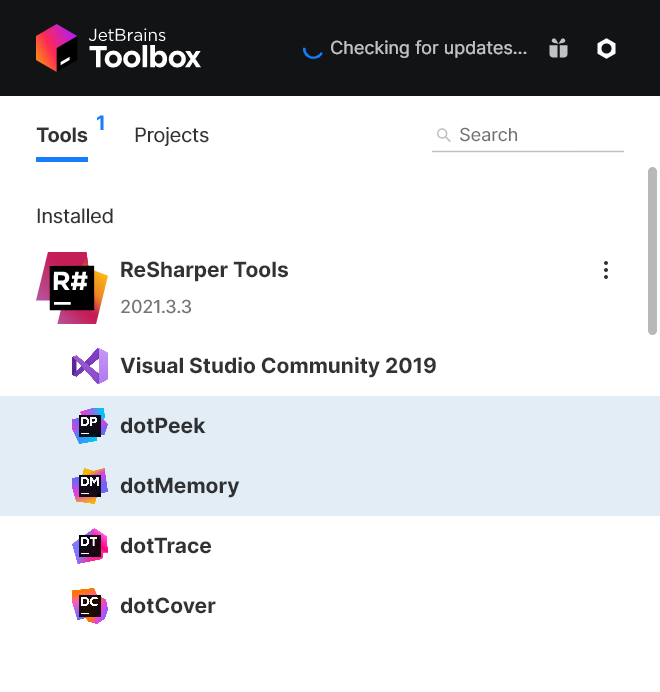 JetBrains
Toolbox
Checking for updates...
Tools 1 Projects
Search
Installed
R#
ReSharper Tools
2021.3.3
Visual Studio Community 2019
DP dotPeek
DM dotMemory
DT dotTrace
DC dotCover